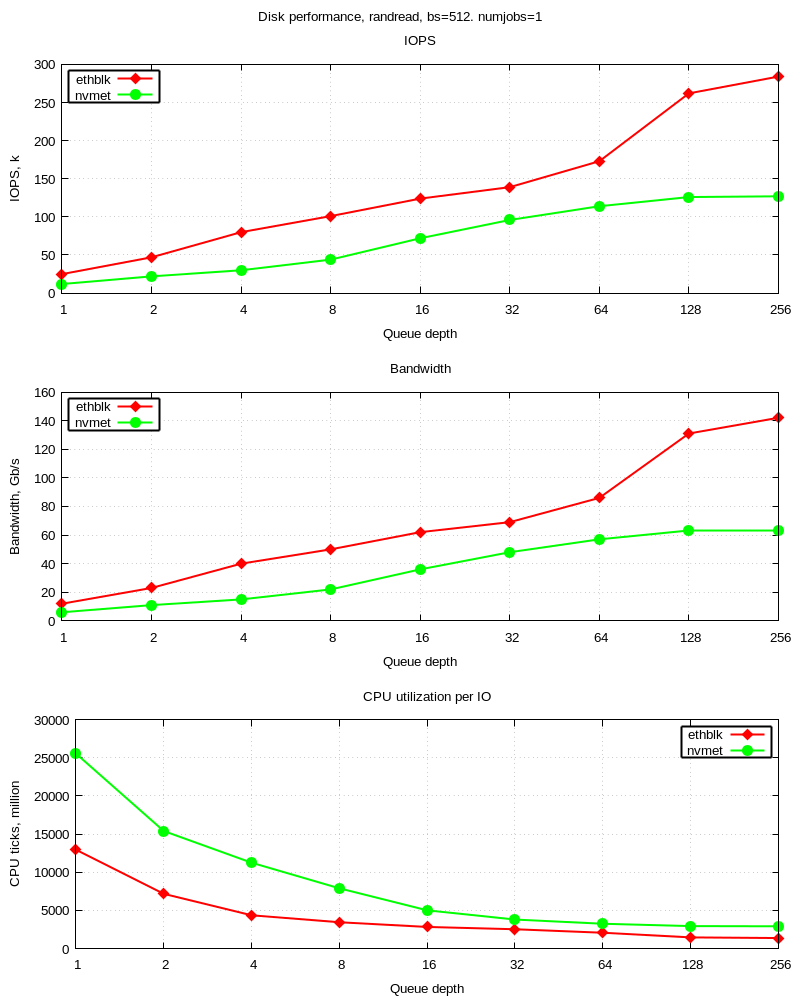 Disk performance, randread, bs=512. numjobs=1
IOPS
300
250
200
150
100
50
0
IOPS, k
ethblk
nvmet
1 2 4 8 16 32 64 128 256
Queue depth
Bandwidth
160
140
120
100
80
60
40
20
0
Bandwidth, Gb/s
ethblk
nvmet
1 2 4 8 16 32 64 128 256
Queue depth
CPU utilization per IO
30000
25000
20000
15000
10000
5000
0
CPU ticks, million
ethblk
nvmet
1 2 4 8 16 32 64 128 256
Queue depth